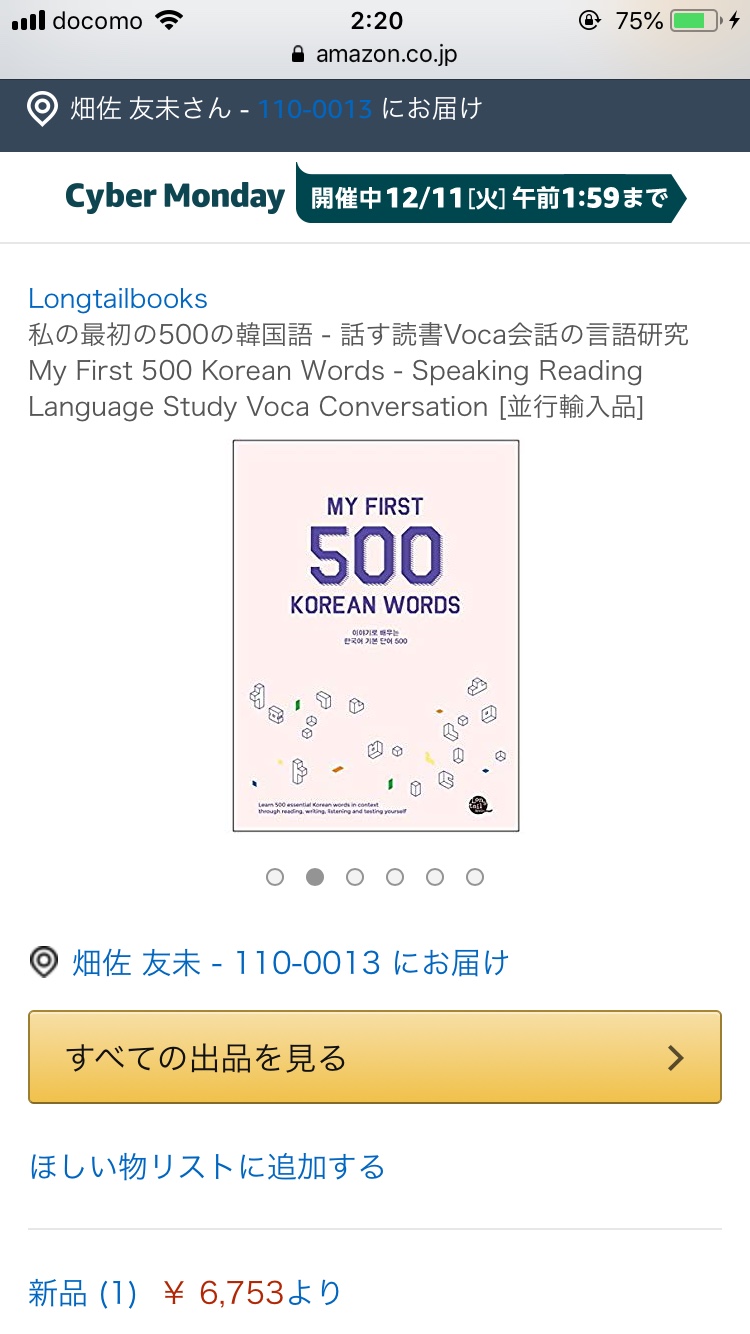 docomo 2:20 75%
amazon.co.jp
畑佐 友未さん - 110-0013 にお届け
Cyber Monday 開催中12/11[火]午前1:59まで
Longtailbooks
私の最初の500の韓国語 - 話す読書Voca会話の言語研究
My First 500 Korean Words - Speaking Reading
Language Study Voca Conversation [並行輸入品]
MY FIRST
500
KOREAN WORDS
이야기로 배우는
한국어 기본 단어 500
Learn 500 essential Korean words in context
through reading, writing, listening and testing yourself
畑佐 友未 - 110-0013 にお届け
すべての出品を見る
ほしい物リストに追加する
新品 (1) ¥ 6,753より